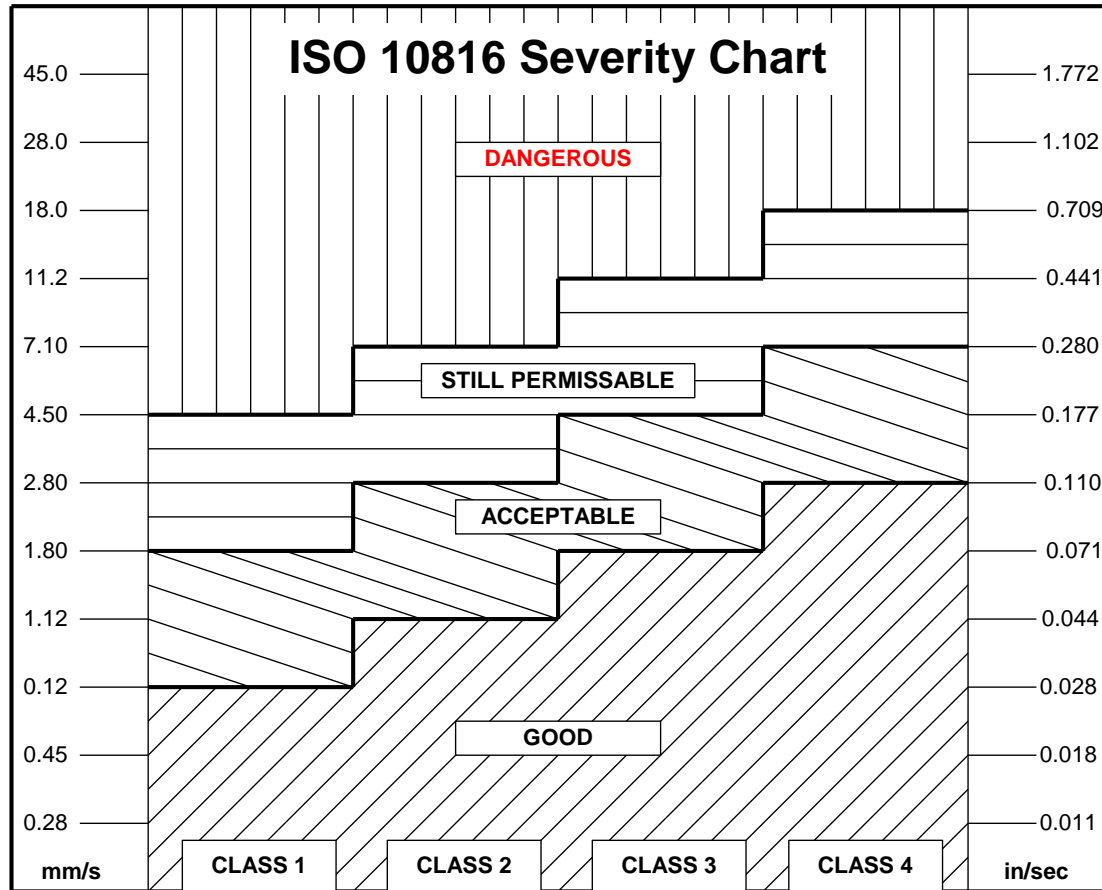 ISO 10816 Severity Chart
45.0
1.772
28.0
1.102
DANGEROUS
18.0
0.709
11.2
0.441
7.10
0.280
STILL PERMISSABLE
4.50
0.177
2.80
0.110
ACCEPTABLE
1.80
0.071
1.12
0.044
0.12
0.028
GOOD
0.45
0.018
0.28
0.011
mm/s
CLASS 1
CLASS 2
CLASS 3
CLASS 4
in/sec